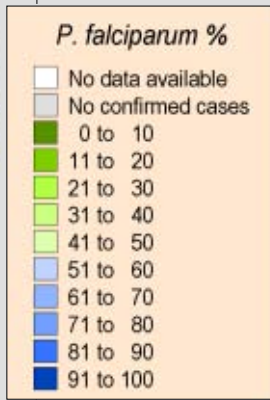 P. falciparum %
No data available
No confirmed cases
0 to 10
11 to 20
21 to 30
31 to 40
41 to 50
51 to 60
61 to 70
71 to 80
81 to 90
91 to 100